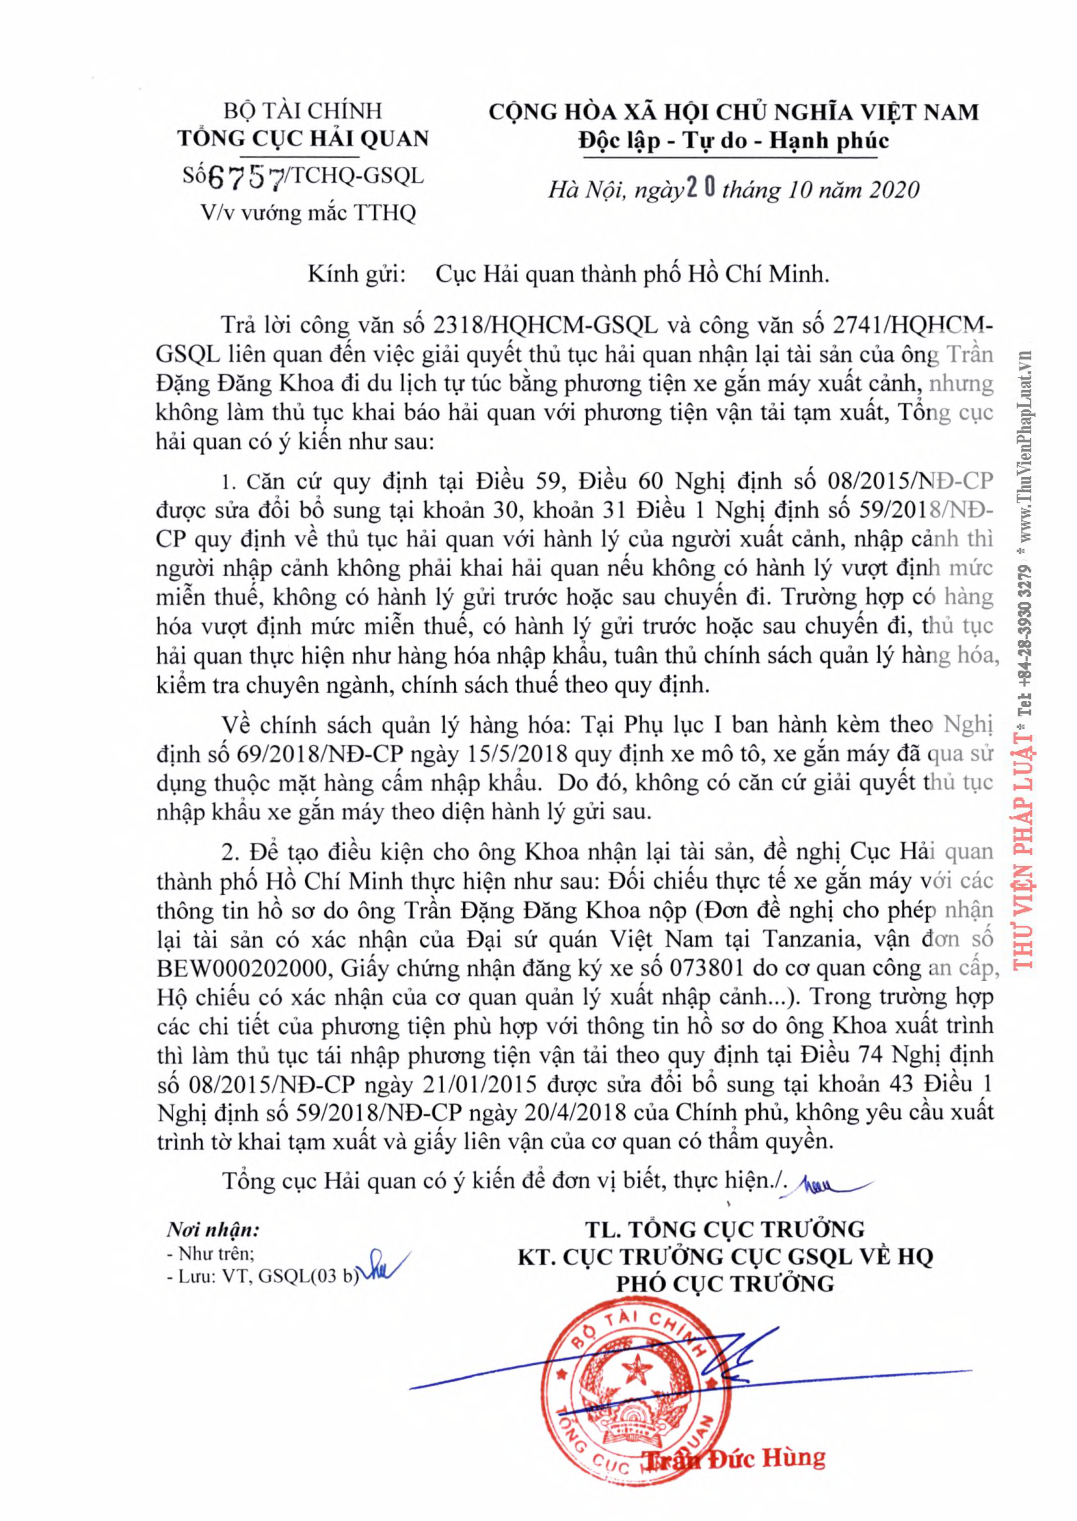 BỘ TÀI CHÍNH
TỔNG CỤC HẢI QUAN
Số 6757/TCHQ-GSQL
V/v vướng mắc TTHQ
CỘNG HÒA XÃ HỘI CHỦ NGHĨA VIỆT NAM
Độc lập - Tự do - Hạnh phúc
Hà Nội, ngày 20 tháng 10 năm 2020
Kính gửi: Cục Hải quan thành phố Hồ Chí Minh.
Trả lời công văn số 2318/HQHCM-GSQL và công văn số 2741/HQHCM-
GSQL liên quan đến việc giải quyết thủ tục hải quan nhận lại tài sản của ông Trần
Đặng Đăng Khoa đi du lịch tự túc bằng phương tiện xe gắn máy xuất cảnh, nhưng
không làm thủ tục khai báo hải quan với phương tiện vận tải tạm xuất, Tổng cục
hải quan có ý kiến như sau:
1. Căn cứ quy định tại Điều 59, Điều 60 Nghị định số 08/2015/NĐ-CP
được sửa đổi bổ sung tại khoản 30, khoản 31 Điều 1 Nghị định số 59/2018/NĐ-
CP quy định về thủ tục hải quan với hành lý của người xuất cảnh, nhập cảnh thì
người nhập cảnh không phải khai hải quan nếu không có hành lý vượt định mức
miễn thuế, không có hành lý gửi trước hoặc sau chuyến đi. Trường hợp có hàng
hóa vượt định mức miễn thuế, có hành lý gửi trước hoặc sau chuyến đi, thủ tục
hải quan thực hiện như hàng hóa nhập khẩu, tuân thủ chính sách quản lý hàng hóa,
kiểm tra chuyên ngành, chính sách thuế theo quy định.
Về chính sách quản lý hàng hóa: Tại Phụ lục I ban hành kèm theo Nghị
định số 69/2018/NĐ-CP ngày 15/5/2018 quy định xe mô tô, xe gắn máy đã qua sử
dụng thuộc mặt hàng cấm nhập khẩu. Do đó, không có căn cứ giải quyết thủ tục
nhập khẩu xe gắn máy theo diện hành lý gửi sau.
2. Để tạo điều kiện cho ông Khoa nhận lại tài sản, đề nghị Cục Hải quan
thành phố Hồ Chí Minh thực hiện như sau: Đối chiếu thực tế xe gắn máy với các
thông tin hồ sơ do ông Trần Đặng Đăng Khoa nộp (Đơn đề nghị cho phép nhận
lại tài sản có xác nhận của Đại sứ quán Việt Nam tại Tanzania, vận đơn số
BEW000202000, Giấy chứng nhận đăng ký xe số 073801 do cơ quan công an cấp,
Hộ chiếu có xác nhận của cơ quan quản lý xuất nhập cảnh...). Trong trường hợp
các chi tiết của phương tiện phù hợp với thông tin hồ sơ do ông Khoa xuất trình
thì làm thủ tục tái nhập phương tiện vận tải theo quy định tại Điều 74 Nghị định
số 08/2015/NĐ-CP ngày 21/01/2015 được sửa đổi bổ sung tại khoản 43 Điều 1
Nghị định số 59/2018/NĐ-CP ngày 20/4/2018 của Chính phủ, không yêu cầu xuất
trình tờ khai tạm xuất và giấy liên vận của cơ quan có thẩm quyền.
Tổng cục Hải quan có ý kiến để đơn vị biết, thực hiện./.
Nơi nhận:
- Như trên;
- Lưu: VT, GSQL(03 b)
TL. TỔNG CỤC TRƯỞNG
KT. CỤC TRƯỞNG CỤC GSQL VỀ HQ
PHÓ CỤC TRƯỞNG
BỘ TÀI CHÍNH
TỔNG CỤC HẢI QUAN
Trần Đức Hùng
THƯ VIỆN PHÁP LUẬT * Tel: +84-28-3930 3279 * www.ThuVienPhapLuat.vn